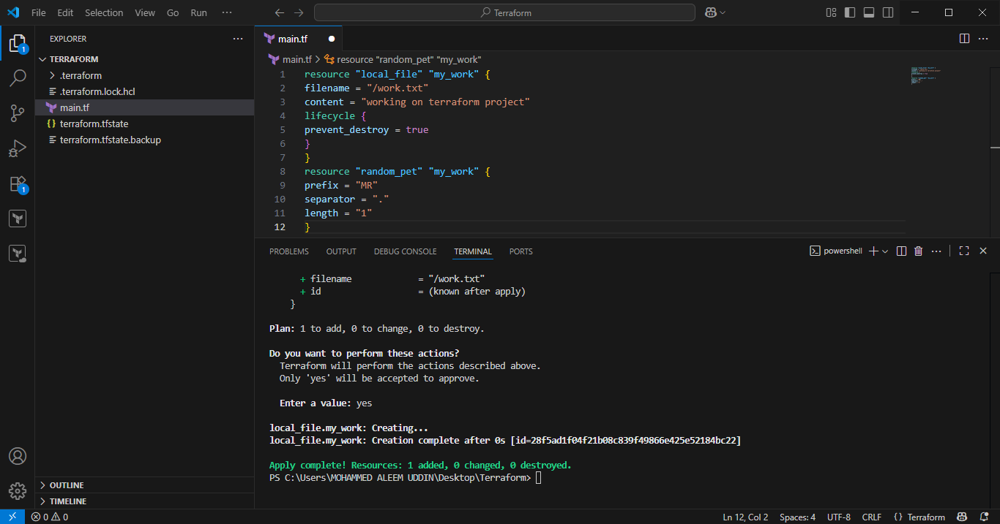 File Edit Selection View Go Run ···
Terraform
EXPLORER ···
TERRAFORM
.terraform
.terraform.lock.hcl
main.tf
{} terraform.tfstate
terraform.tfstate.backup
OUTLINE
TIMELINE
1
1
main.tf
main.tf > resource "random_pet" "my_work"
1 resource "local_file" "my_work" {
2 filename = "/work.txt"
3 content = "working on terraform project"
4 lifecycle {
5 prevent_destroy = true
6 }
7 }
8 resource "random_pet" "my_work" {
9 prefix = "MR"
10 separator = "."
11 length = "1"
12 }
PROBLEMS OUTPUT DEBUG CONSOLE TERMINAL PORTS
powershell
+ filename = "/work.txt"
+ id = (known after apply)
}
Plan: 1 to add, 0 to change, 0 to destroy.
Do you want to perform these actions?
Terraform will perform the actions described above.
Only 'yes' will be accepted to approve.
Enter a value: yes
local_file.my_work: Creating...
local_file.my_work: Creation complete after 0s [id=28f5ad1f04f21b08c839f49866e425e52184bc22]
Apply complete! Resources: 1 added, 0 changed, 0 destroyed.
PS C:\Users\MOHAMMED ALEEM UDDIN\Desktop\Terraform>
0 0 Ln 12, Col 2 Spaces: 4 UTF-8 CRLF {} Terraform